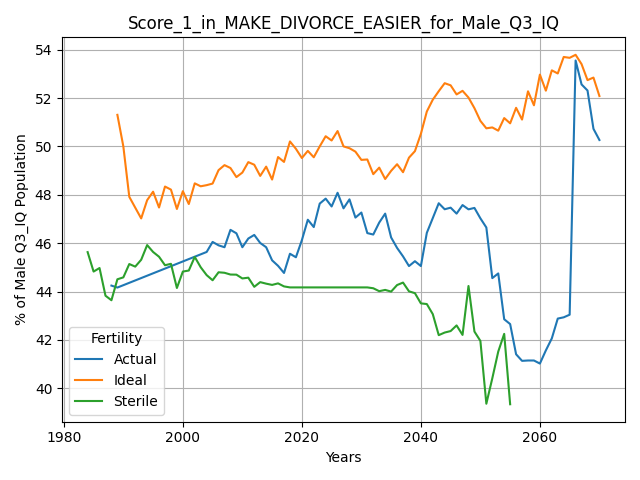 Score_1_in_MAKE_DIVORCE_EASIER_for_Male_Q3_IQ
% of Male Q3_IQ Population
54
52
50
48
46
44
42
40
Fertility
Actual
Ideal
Sterile
1980 2000 2020 2040 2060
Years